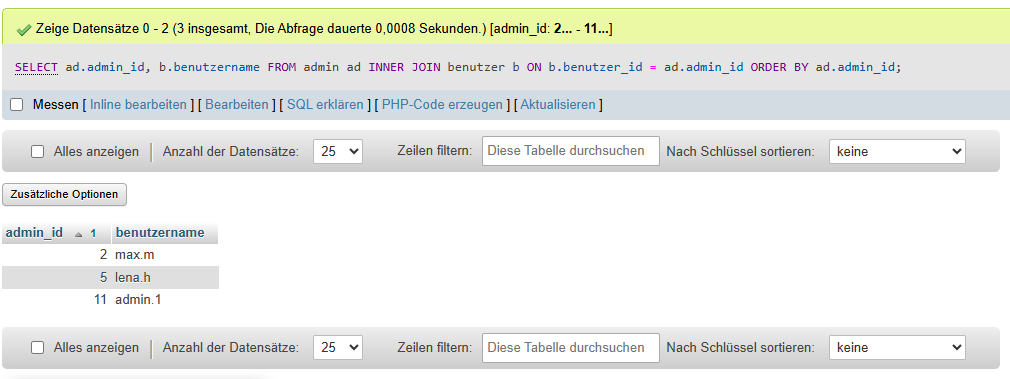 Zeige Datensätze 0 - 2 (3 insgesamt, Die Abfrage dauerte 0,0008 Sekunden.) [admin_id: 2... - 11...]
SELECT ad.admin_id, b.benutzername FROM admin ad INNER JOIN benutzer b ON b.benutzer_id = ad.admin_id ORDER BY ad.admin_id;
Messen [ Inline bearbeiten ] [ Bearbeiten ] [ SQL erklären ] [ PHP-Code erzeugen ] [ Aktualisieren ]
Alles anzeigen Anzahl der Datensätze: 25 Zeilen filtern: Diese Tabelle durchsuchen Nach Schlüssel sortieren: keine
Zusätzliche Optionen
admin_id 1 benutzername
2 max.m
5 lena.h
11 admin.1
Alles anzeigen Anzahl der Datensätze: 25 Zeilen filtern: Diese Tabelle durchsuchen Nach Schlüssel sortieren: keine